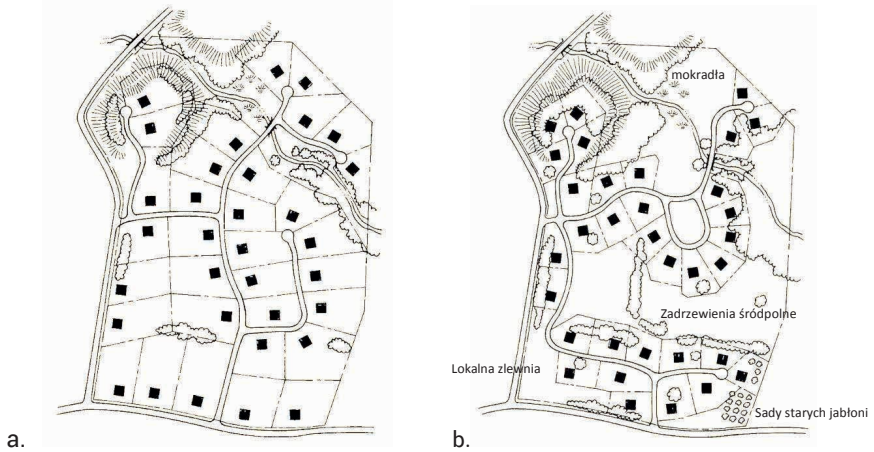 mokradła
Zadrzewienia śródpolne
Lokalna zlewnia
Sady starych jabłoni
a.
b.